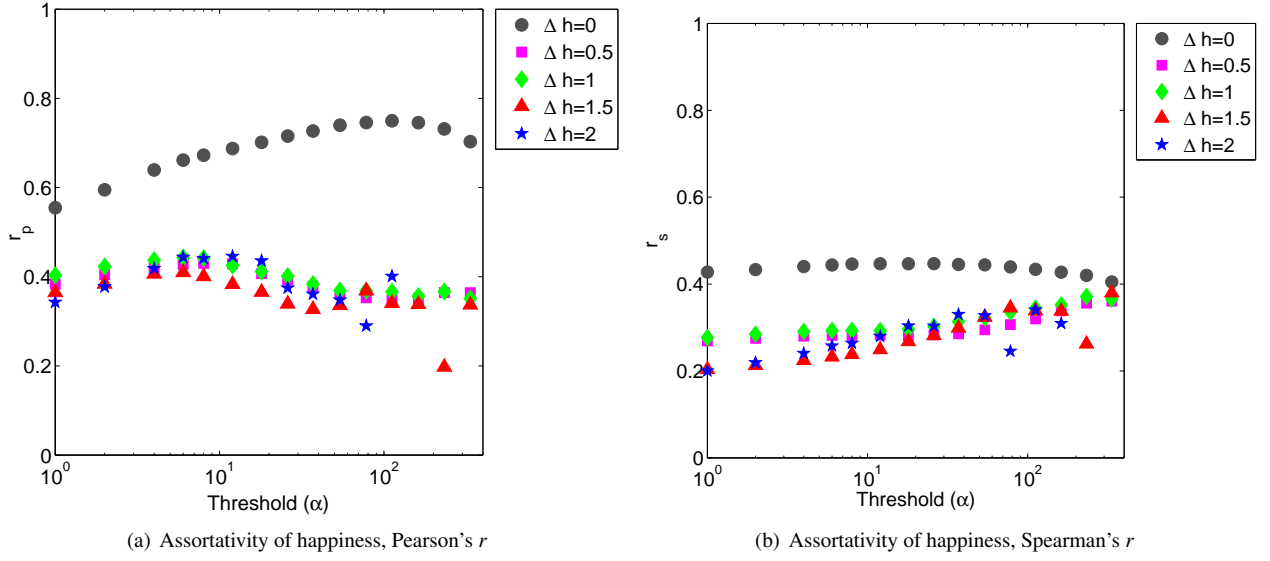 1
0.8
0.6
0.4
0.2
0
r_p
10^0
10^1
10^2
Threshold (α)
Δ h=0
Δ h=0.5
Δ h=1
Δ h=1.5
Δ h=2
(a) Assortativity of happiness, Pearson's r
1
0.8
0.6
0.4
0.2
0
r_s
10^0
10^1
10^2
Threshold (α)
Δ h=0
Δ h=0.5
Δ h=1
Δ h=1.5
Δ h=2
(b) Assortativity of happiness, Spearman's r